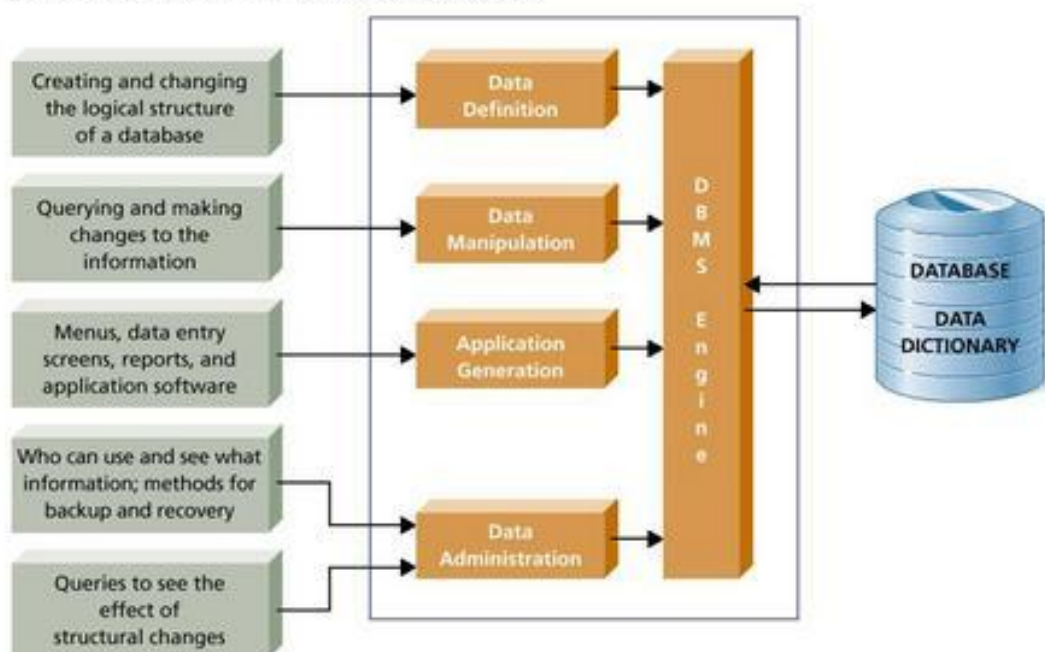 Creating and changing
the logical structure
of a database
Data
Definition
Querying and making
changes to the
information
Data
Manipulation
Menus, data entry
screens, reports, and
application software
Application
Generation
Who can use and see what
information; methods for
backup and recovery
Data
Administration
Queries to see the
effect of
structural changes
DBMS Engine
DATABASE
DATA
DICTIONARY